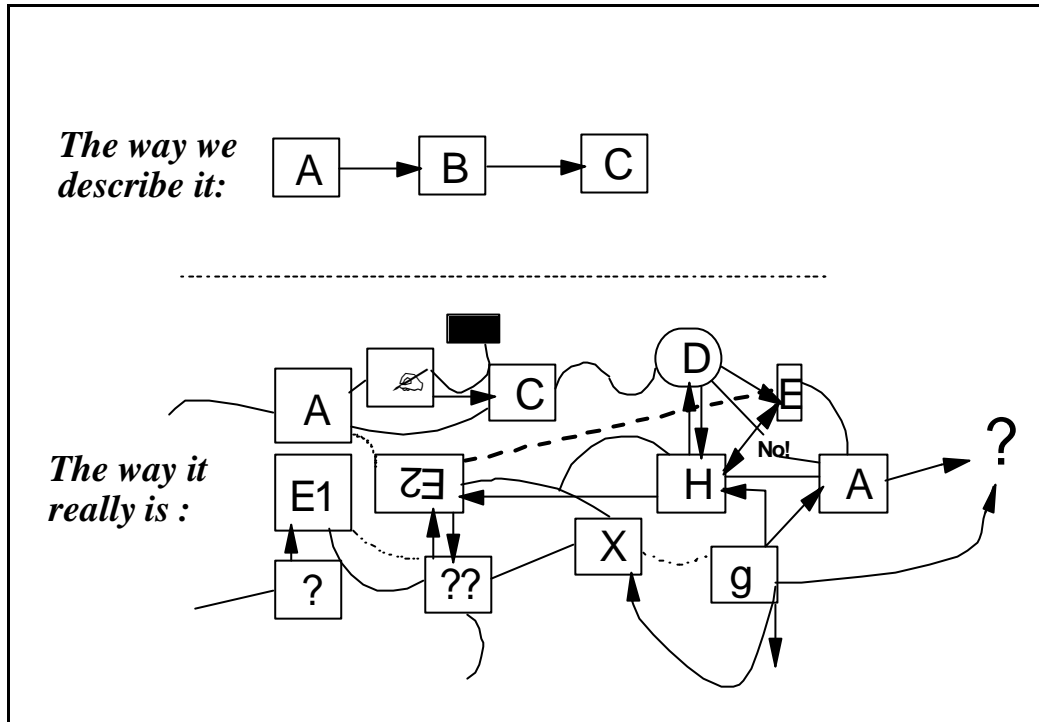 The way we
describe it:
A B C
D
C
E
A
?
No!
The way it
really is :
E2
H
A
E1
X
g
?
??